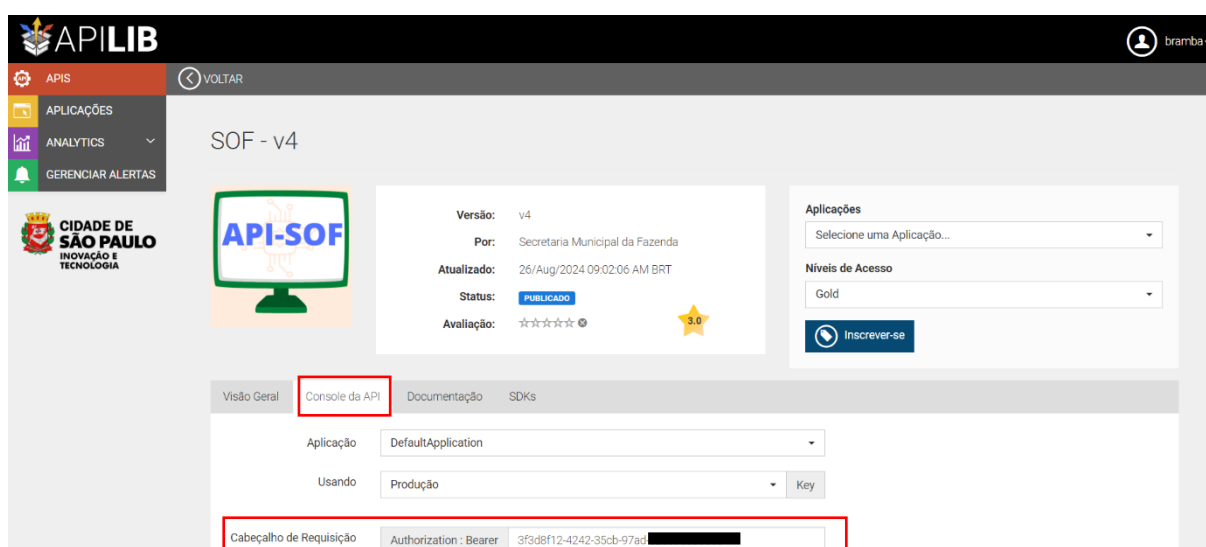 APILIB
bramba
APIS
VOLTAR
APLICAÇÕES
ANALYTICS
GERENCIAR ALERTAS
CIDADE DE
SÃO PAULO
INOVAÇÃO E
TECNOLOGIA
SOF - v4
API-SOF
Versão: v4
Por: Secretaria Municipal da Fazenda
Atualizado: 26/Aug/2024 09:02:06 AM BRT
Status: PUBLICADO
Avaliação: 3.0
Aplicações
Selecione uma Aplicação...
Níveis de Acesso
Gold
Inscrever-se
Visão Geral Console da API Documentação SDKs
Aplicação DefaultApplication
Usando Produção Key
Cabeçalho de Requisição Authorization : Bearer 3f3d8f12-4242-35cb-97ad-